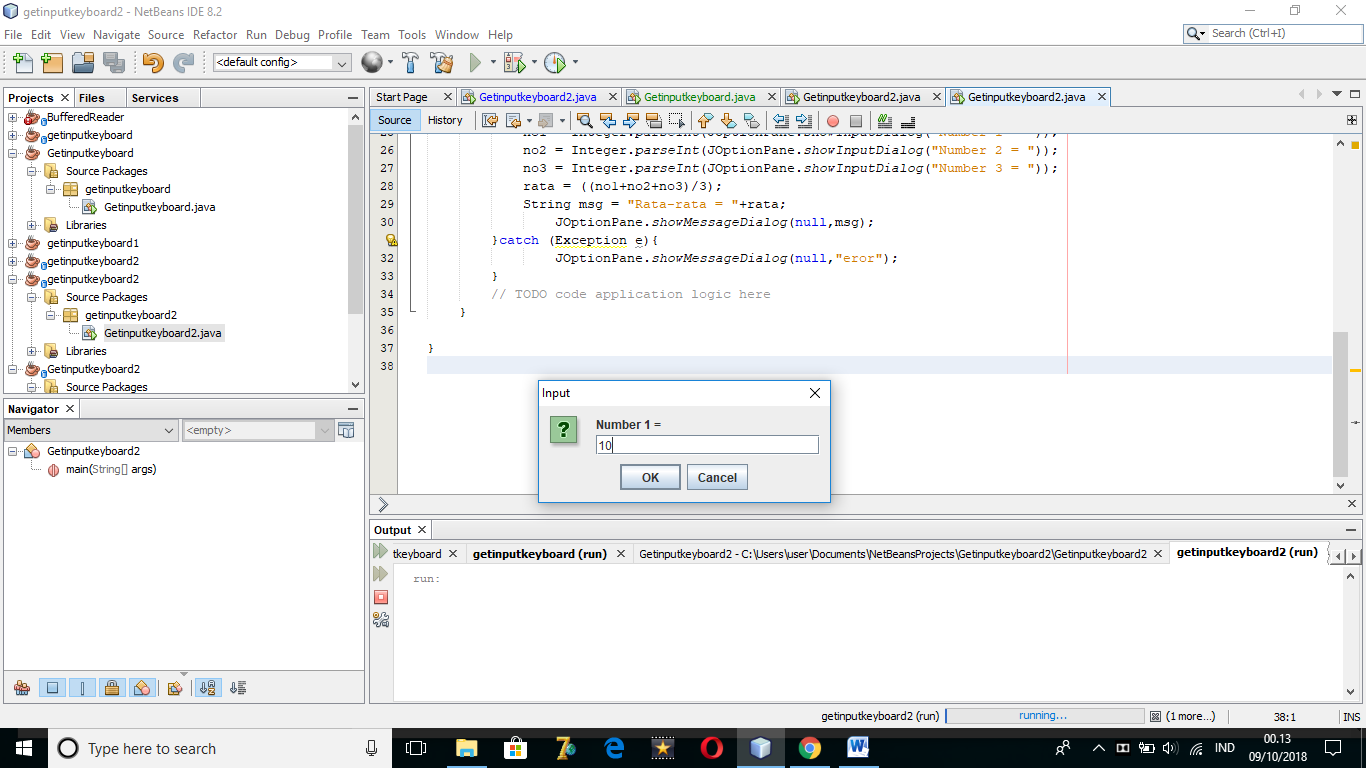 getinputkeyboard2 - NetBeans IDE 8.2
File Edit View Navigate Source Refactor Run Debug Profile Team Tools Window Help
Search (Ctrl+I)
<default config>
Projects Files Services
BufferedReader
getinputkeyboard
Getinputkeyboard
Source Packages
getinputkeyboard
Getinputkeyboard.java
Libraries
getinputkeyboard1
getinputkeyboard2
getinputkeyboard2
Source Packages
getinputkeyboard2
Getinputkeyboard2.java
Libraries
Getinputkeyboard2
Source Packages
Navigator
Members <empty>
Getinputkeyboard2
main(String[] args)
Start Page Getinputkeyboard2.java Getinputkeyboard.java Getinputkeyboard2.java Getinputkeyboard2.java
Source History
25 no1 = Integer.parseInt(JOptionPane.showInputDialog("Number 1 = "));
26 no2 = Integer.parseInt(JOptionPane.showInputDialog("Number 2 = "));
27 no3 = Integer.parseInt(JOptionPane.showInputDialog("Number 3 = "));
28 rata = ((no1+no2+no3)/3);
29 String msg = "Rata-rata = "+rata;
30 JOptionPane.showMessageDialog(null,msg);
}catch (Exception e){
32 JOptionPane.showMessageDialog(null,"eror");
33 }
34 // TODO code application logic here
35 }
36
37 }
38
Input
?
Number 1 =
10
OK Cancel
Output
tkeyboard getinputkeyboard (run) Getinputkeyboard2 - C:\Users\user\Documents\NetBeansProjects\Getinputkeyboard2\Getinputkeyboard2 getinputkeyboard2 (run)
run:
getinputkeyboard2 (run) running... (1 more...) 38:1 INS
Type here to search
IND
00.13
09/10/2018